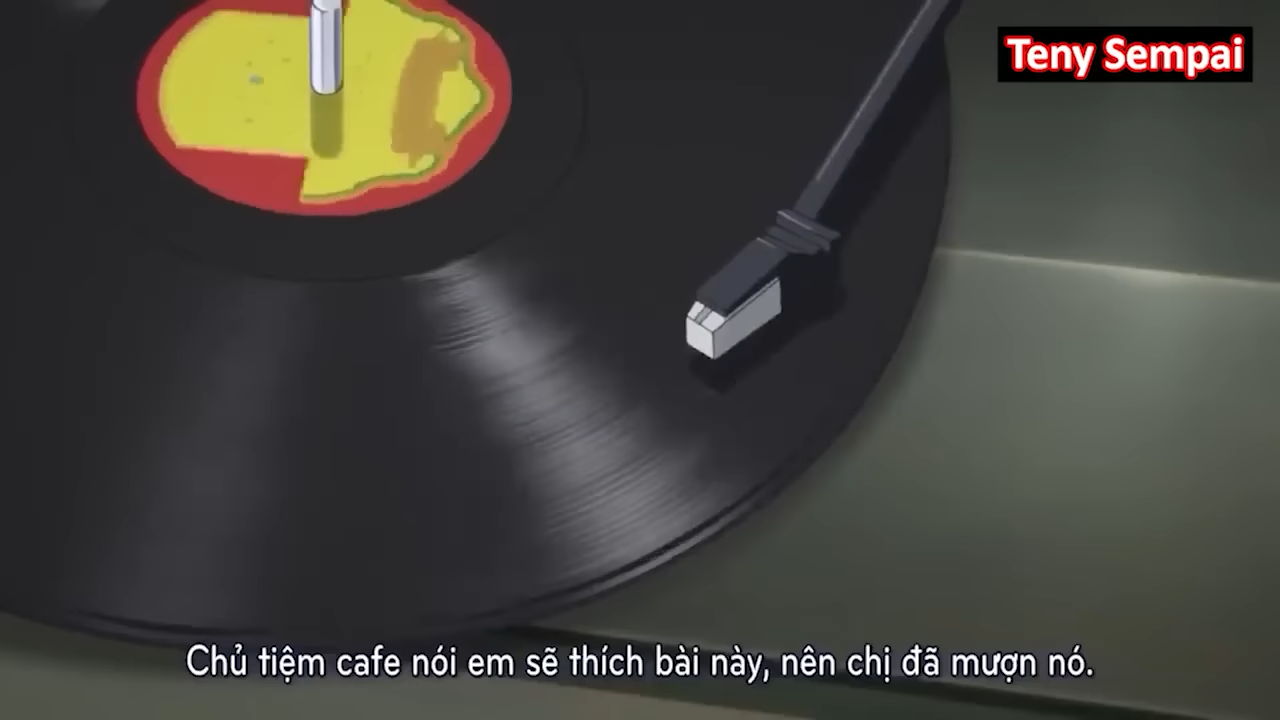 Teny Sempai
Chủ tiệm cafe nói em sẽ thích bài này, nên chị đã mượn nó.